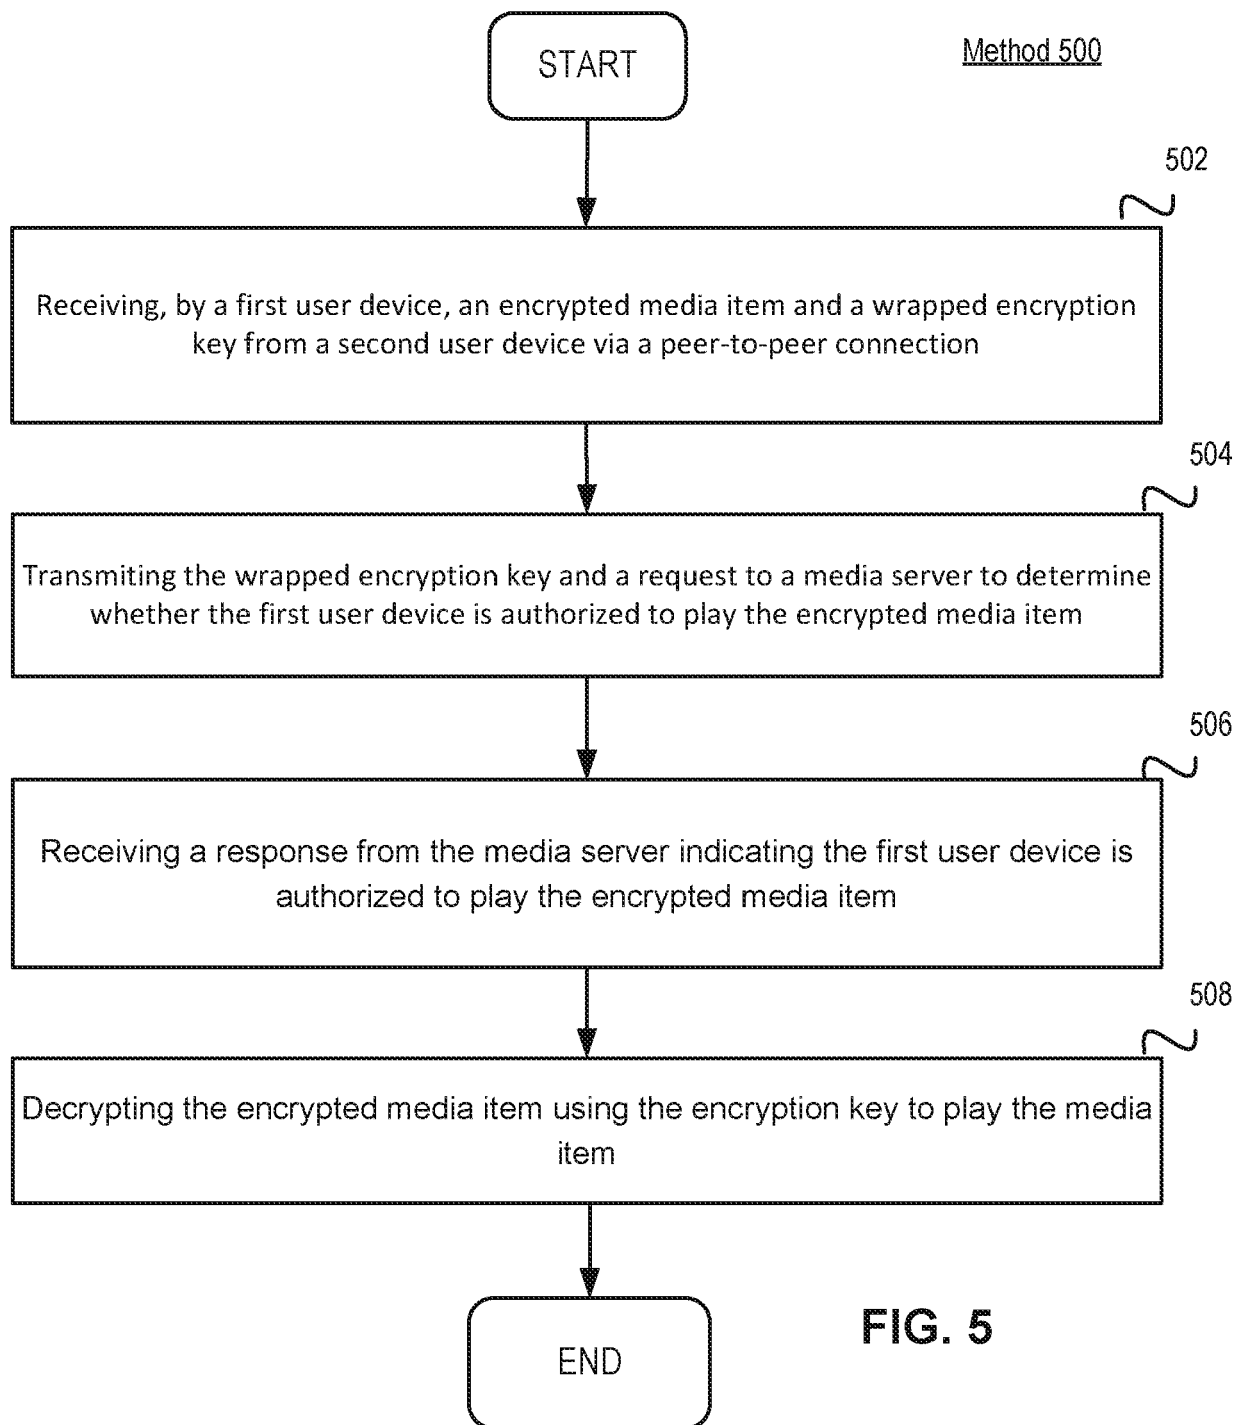 START
Method 500
502
Receiving, by a first user device, an encrypted media item and a wrapped encryption
key from a second user device via a peer-to-peer connection
504
Transmiting the wrapped encryption key and a request to a media server to determine
whether the first user device is authorized to play the encrypted media item
506
Receiving a response from the media server indicating the first user device is
authorized to play the encrypted media item
508
Decrypting the encrypted media item using the encryption key to play the media
item
END
FIG. 5